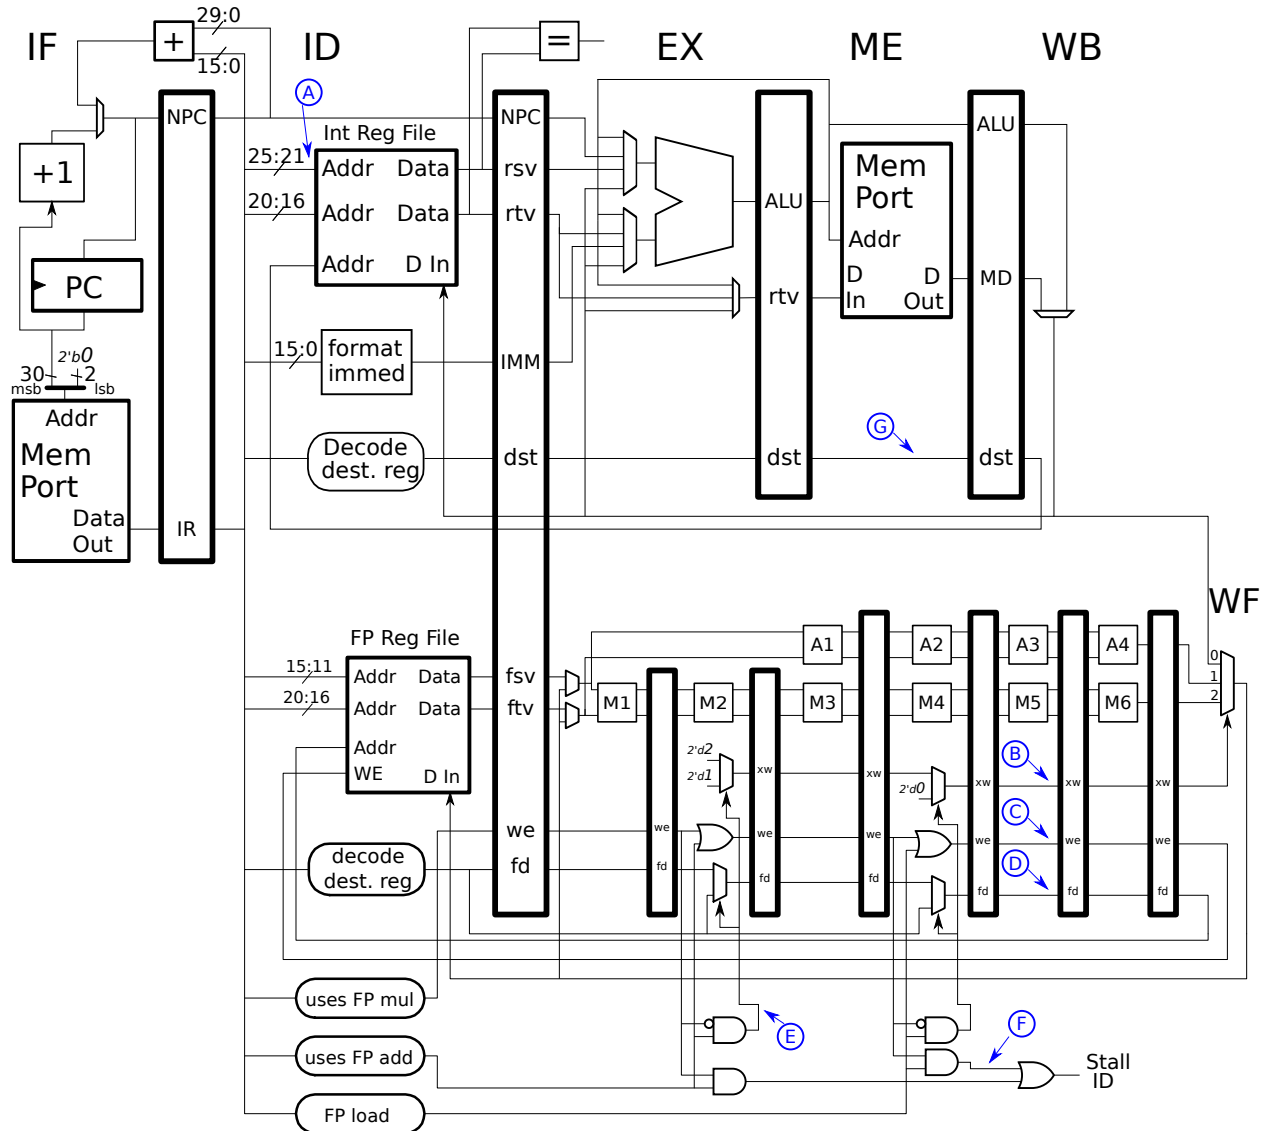 IF
ID
EX
ME
WB
29:0
15:0
+
=
A
NPC
NPC
ALU
Int Reg File
25:21
Addr
Data
rsv
20:16
Addr
Data
rtv
Addr
D In
+1
PC
ALU
Mem
Port
Addr
D
In
D
Out
rtv
MD
15:0
format
immed
IMM
2'b0
30
2
msb
lsb
Addr
Mem
Port
Data
Out
IR
Decode
dest. reg
dst
dst
G
dst
WF
FP Reg File
15:11
Addr
Data
fsv
20:16
Addr
Data
ftv
Addr
WE
D In
A1
A2
A3
A4
M1
M2
M3
M4
M5
M6
0
1
2
2'd2
2'd1
xw
xw
2'd0
xw
B
xw
xw
we
we
we
we
we
C
we
we
decode
dest. reg
fd
fd
fd
fd
fd
D
fd
fd
uses FP mul
uses FP add
FP load
E
F
Stall
ID